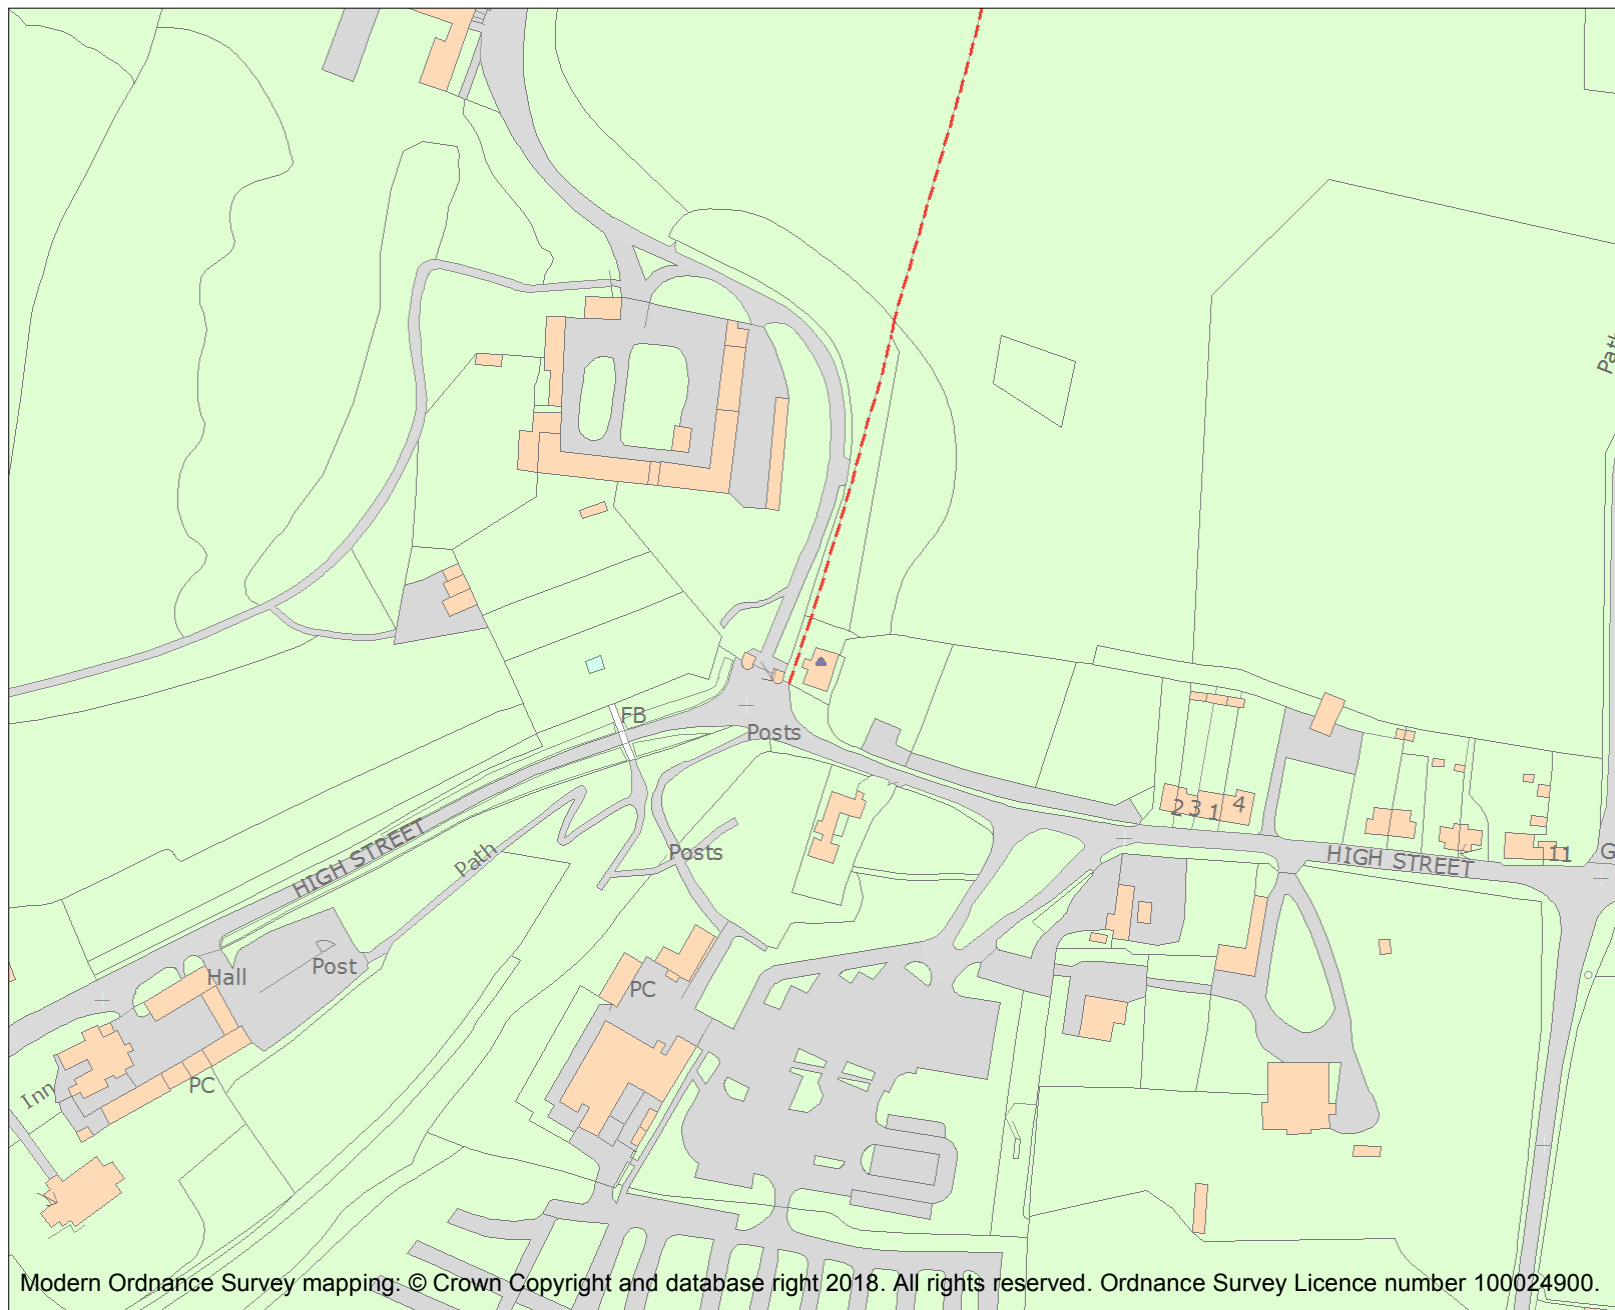 FB
Posts
2 3 1 4
HIGH STREET
Path
Posts
HIGH STREET
11
Hall
Post
PC
Inn
PC
Modern Ordnance Survey mapping: © Crown Copyright and database right 2018. All rights reserved. Ordnance Survey Licence number 100024900.